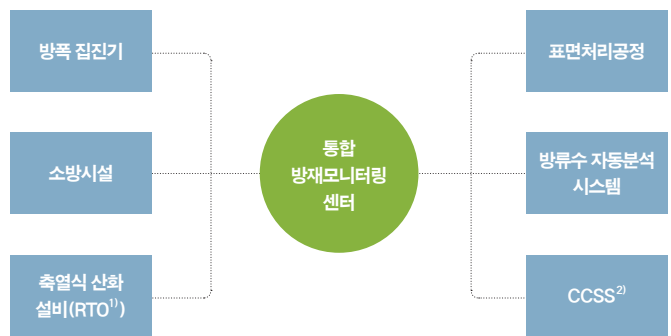 방폭 집진기
소방시설
축열식 산화
설비(RTO¹⁾)
통합
방재모니터링
센터
표면처리공정
방류수 자동분석
시스템
CCSS²⁾